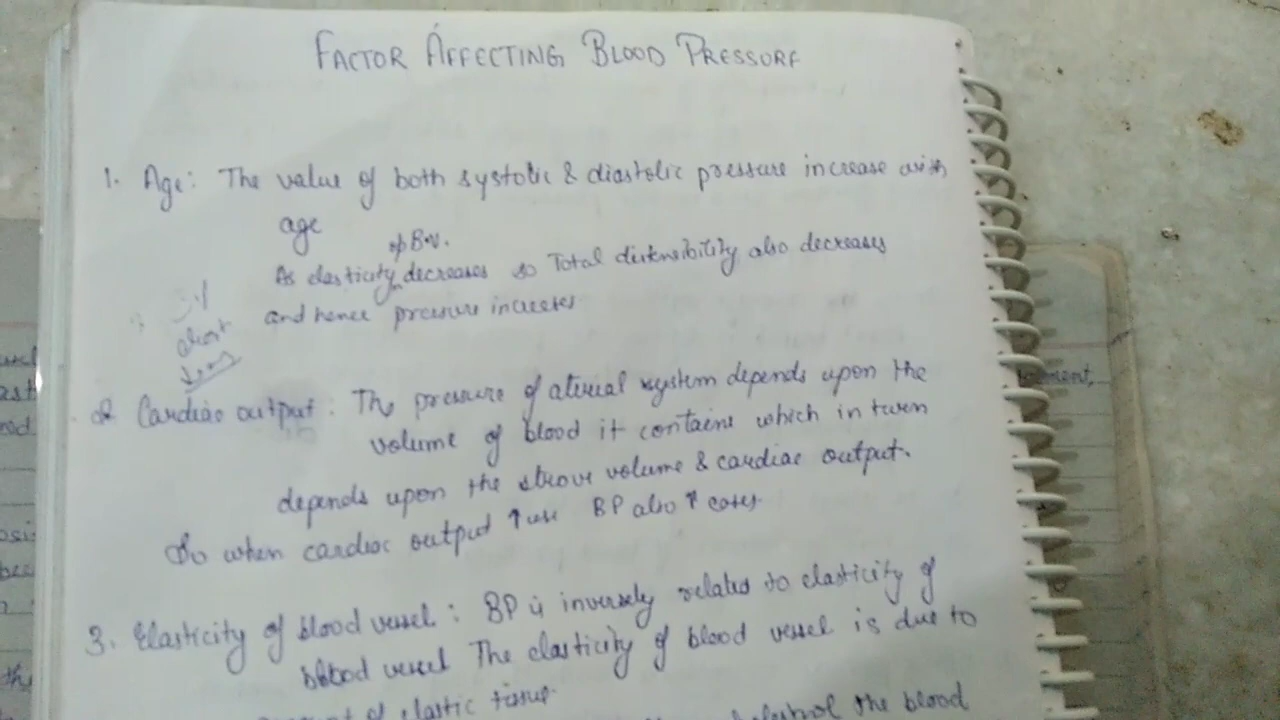 FACTOR AFFECTING BLOOD PRESSURE
1. Age: The value of both systolic & diastolic pressure increase with
age
of B.V.
As elasticity decreases so Total distensibility also decreases
and hence pressure increases
2. Cardiac output: The pressure of aterial system depends upon the
volume of blood it contains which in turn
depends upon the strove volume & cardiac output.
So when cardiac output ↑ BP also ↑
3. Elasticity of blood vessel: BP is inversely related to elasticity of
blood vessel The elasticity of blood vessel is due to
of elastic tissue
the blood